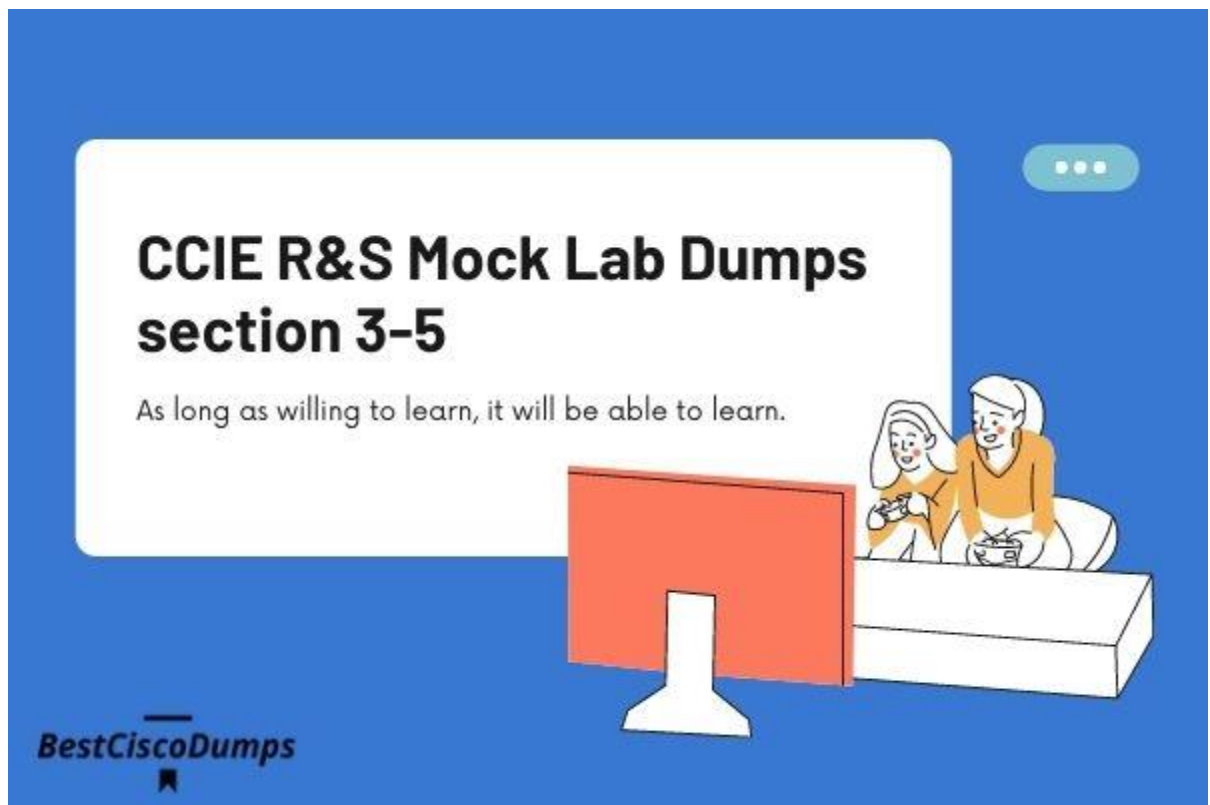 CCIE R&S Mock Lab Dumps
section 3-5
As long as willing to learn, it will be able to learn.
BestCiscoDumps